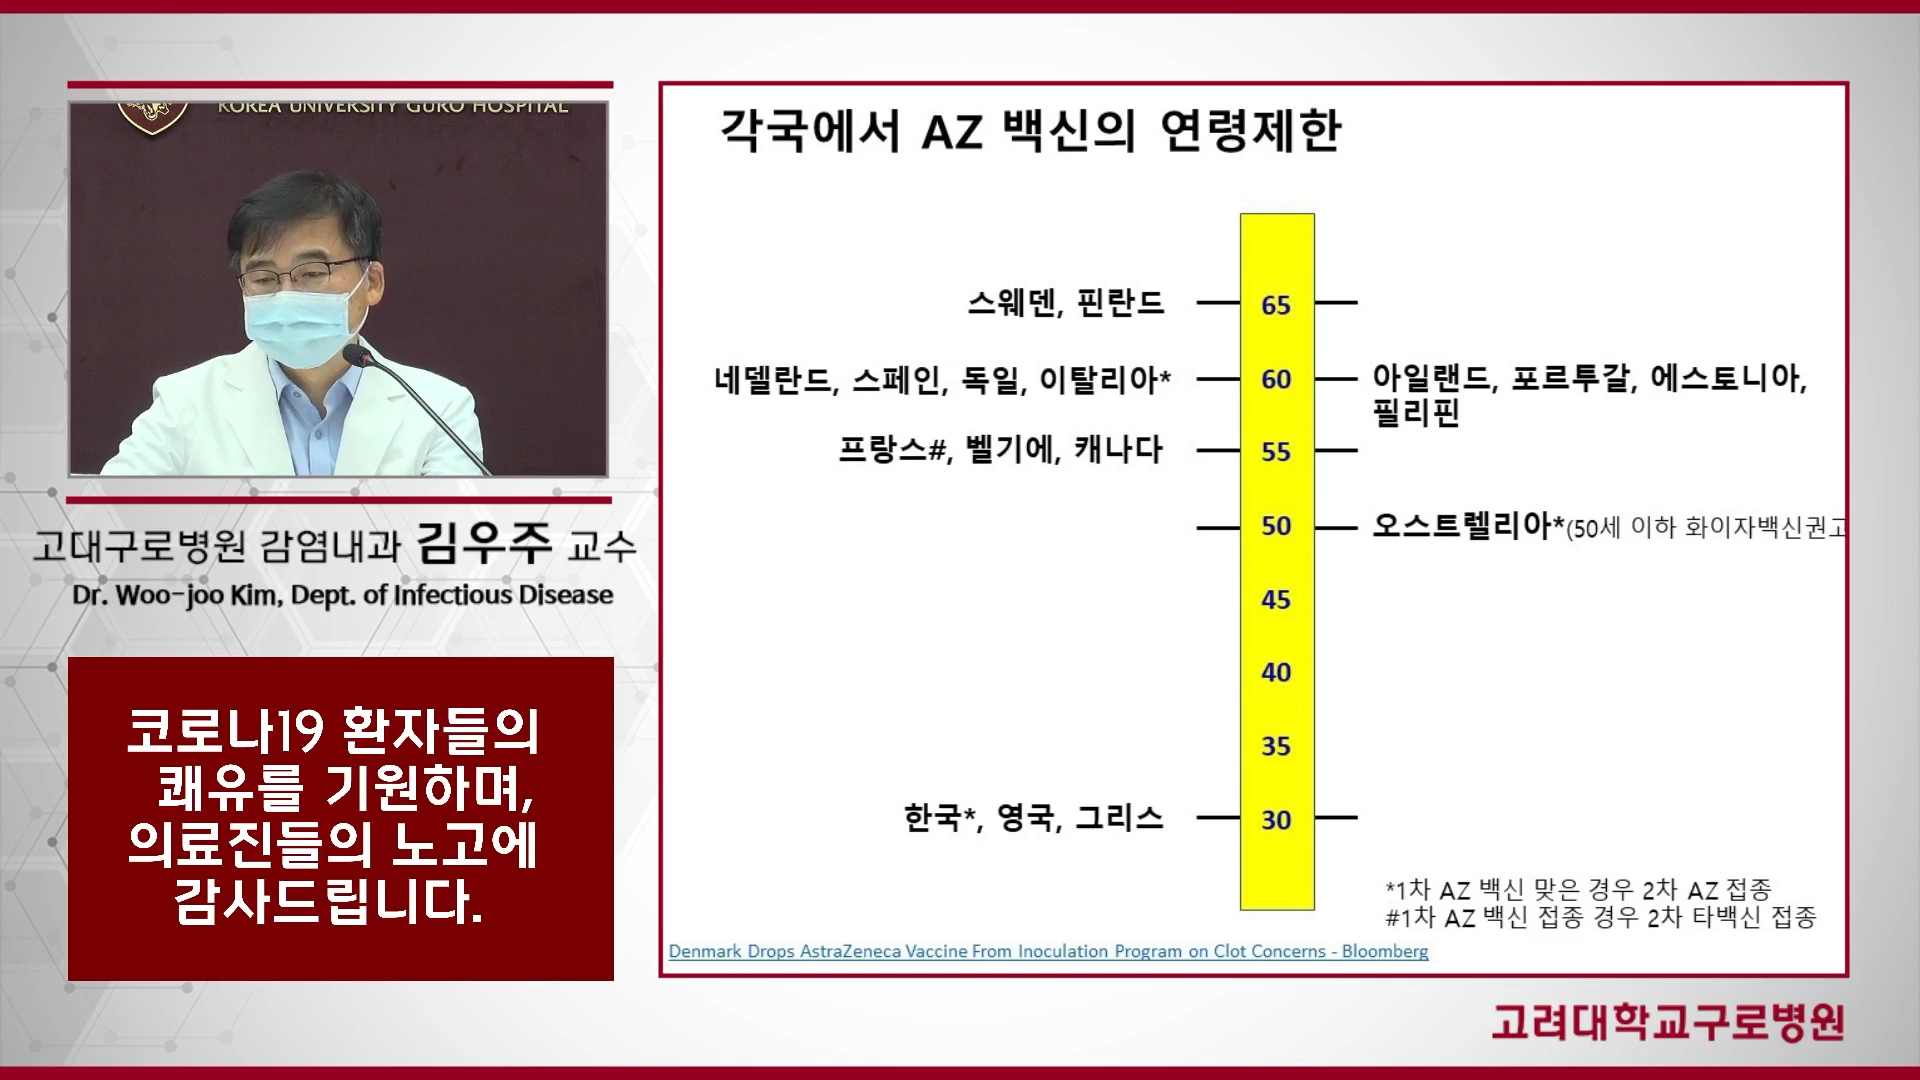 KOREA UNIVERSITY GURO HOSPITAL
고대구로병원 감염내과 김우주 교수
Dr. Woo-joo Kim, Dept. of Infectious Disease
코로나19 환자들의
쾌유를 기원하며,
의료진들의 노고에
감사드립니다.
각국에서 AZ 백신의 연령제한
스웨덴, 핀란드 65
네델란드, 스페인, 독일, 이탈리아* 60 아일랜드, 포르투갈, 에스토니아,
필리핀
프랑스#, 벨기에, 캐나다 55
50 오스트렐리아*(50세 이하 화이자백신권고
45
40
35
한국*, 영국, 그리스 30
*1차 AZ 백신 맞은 경우 2차 AZ 접종
#1차 AZ 백신 접종 경우 2차 타백신 접종
Denmark Drops AstraZeneca Vaccine From Inoculation Program on Clot Concerns - Bloomberg
고려대학교구로병원